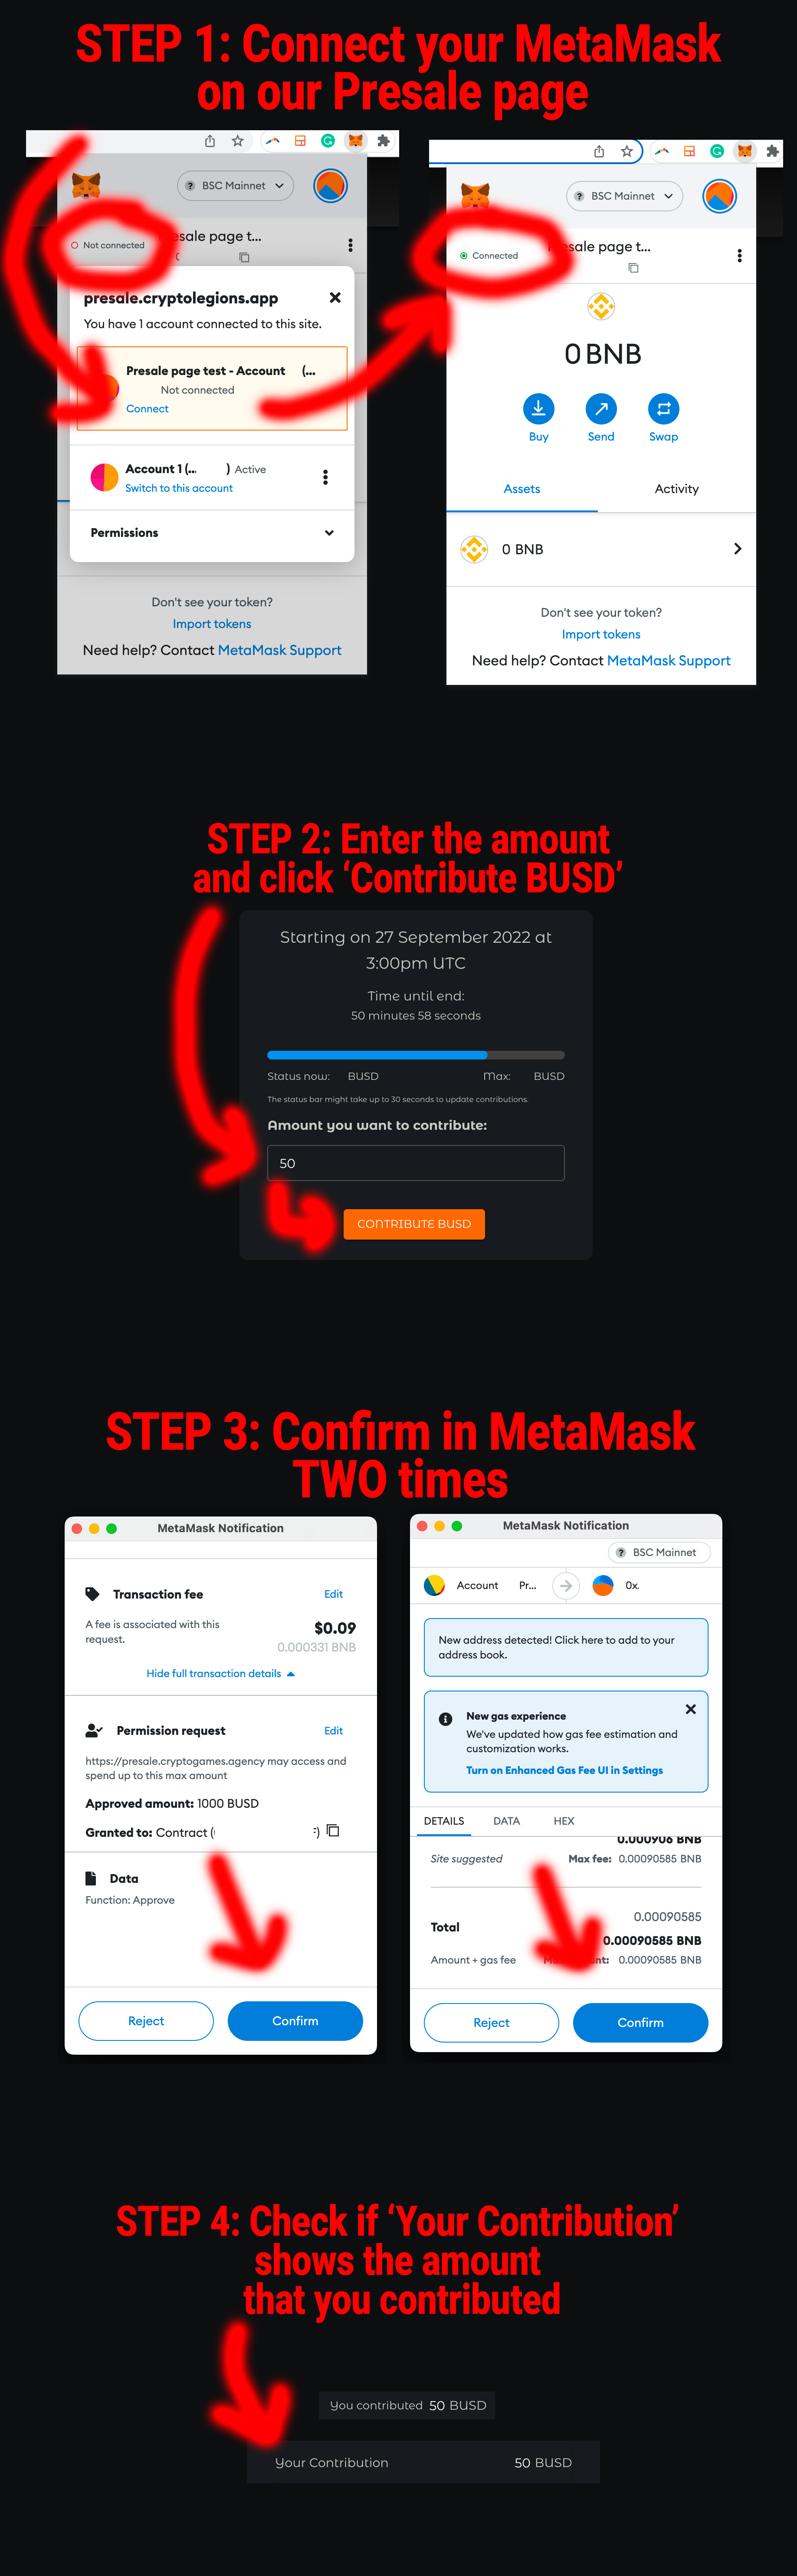 STEP 1: Connect your MetaMask
on our Presale page
BSC Mainnet
Not connected
esale page t...
presale.cryptolegions.app
You have 1 account connected to this site.
Presale page test - Account (...
Not connected
Connect
Account 1 (... ) Active
Switch to this account
Permissions
Don't see your token?
Import tokens
Need help? Contact MetaMask Support
BSC Mainnet
Connected
Presale page t...
0 BNB
Buy Send Swap
Assets Activity
0 BNB
Don't see your token?
Import tokens
Need help? Contact MetaMask Support
STEP 2: Enter the amount
and click ‘Contribute BUSD’
Starting on 27 September 2022 at
3:00pm UTC
Time until end:
50 minutes 58 seconds
Status now: BUSD Max: BUSD
The status bar might take up to 30 seconds to update contributions.
Amount you want to contribute:
50
CONTRIBUTE BUSD
STEP 3: Confirm in MetaMask
TWO times
MetaMask Notification
Transaction fee Edit
A fee is associated with this
request.
$0.09
0.000331 BNB
Hide full transaction details
Permission request Edit
https://presale.cryptogames.agency may access and
spend up to this max amount
Approved amount: 1000 BUSD
Granted to: Contract ( )
Data
Function: Approve
Reject Confirm
MetaMask Notification
BSC Mainnet
Account Pr... 0x.
New address detected! Click here to add to your
address book.
New gas experience
We've updated how gas fee estimation and
customization works.
Turn on Enhanced Gas Fee UI in Settings
DETAILS DATA HEX
0.000906 BNB
Site suggested Max fee: 0.00090585 BNB
0.00090585
Total
0.00090585 BNB
Amount + gas fee 0.00090585 BNB
Reject Confirm
STEP 4: Check if ‘Your Contribution’
shows the amount
that you contributed
You contributed 50 BUSD
Your Contribution 50 BUSD